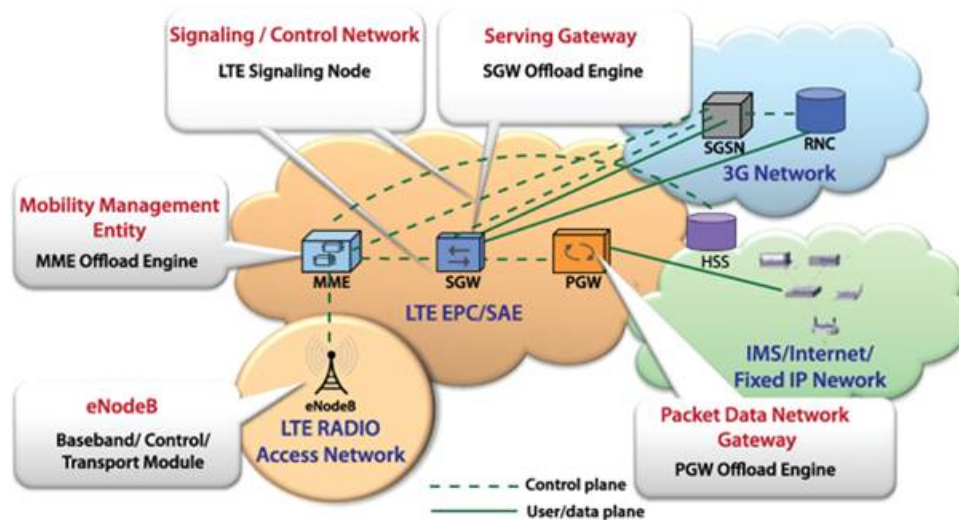 Signaling / Control Network
LTE Signaling Node
Serving Gateway
SGW Offload Engine
SGSN
RNC
3G Network
Mobility Management
Entity
MME Offload Engine
HSS
MME
SGW
PGW
LTE EPC/SAE
IMS/Internet/
Fixed IP Nework
eNodeB
Baseband/ Control/
Transport Module
eNodeB
LTE RADIO
Access Network
Packet Data Network
Gateway
PGW Offload Engine
Control plane
User/data plane